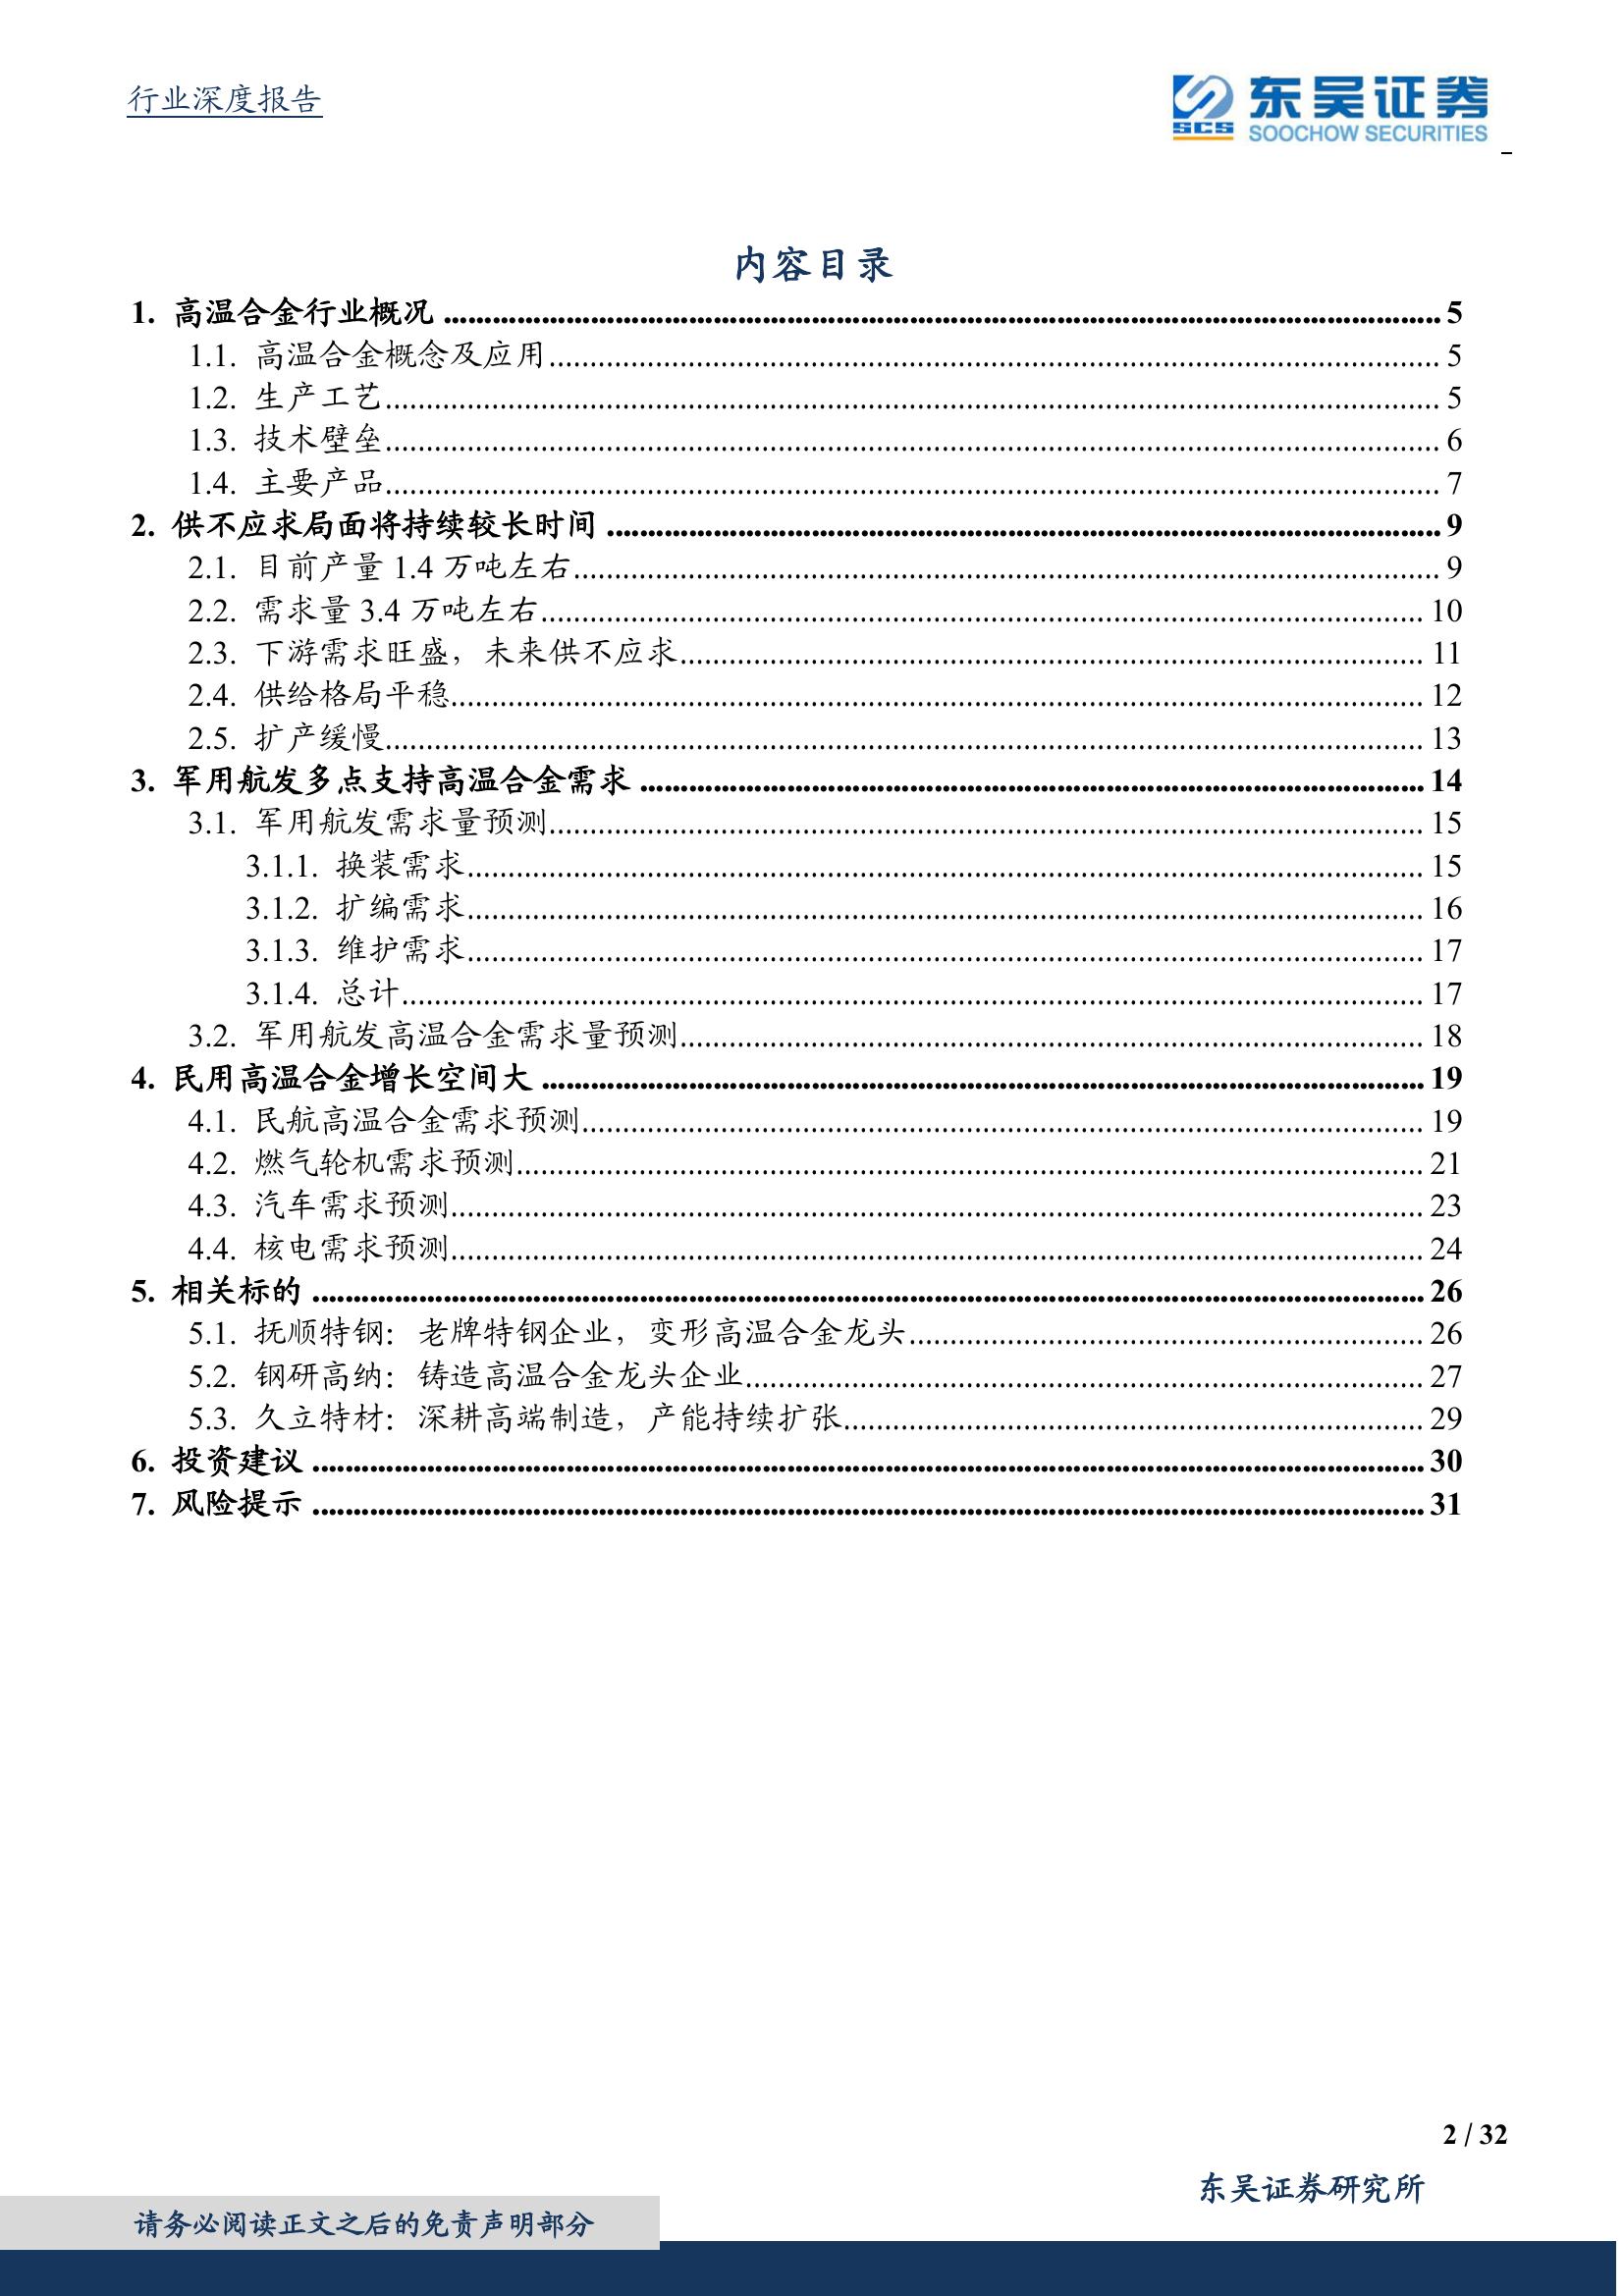 行业深度报告
SCS
东吴证券
SOOCHOW SECURITIES
内容目录
1. 高温合金行业概况 ........ 5
1.1. 高温合金概念及应用 ........ 5
1.2. 生产工艺 ........ 5
1.3. 技术壁垒 ........ 6
1.4. 主要产品 ........ 7
2. 供不应求局面将持续较长时间 ........ 9
2.1. 目前产量 1.4 万吨左右 ........ 9
2.2. 需求量 3.4 万吨左右 ........ 10
2.3. 下游需求旺盛，未来供不应求 ........ 11
2.4. 供给格局平稳 ........ 12
2.5. 扩产缓慢 ........ 13
3. 军用航发多点支持高温合金需求 ........ 14
3.1. 军用航发需求量预测 ........ 15
3.1.1. 换装需求 ........ 15
3.1.2. 扩编需求 ........ 16
3.1.3. 维护需求 ........ 17
3.1.4. 总计 ........ 17
3.2. 军用航发高温合金需求量预测 ........ 18
4. 民用高温合金增长空间大 ........ 19
4.1. 民航高温合金需求预测 ........ 19
4.2. 燃气轮机需求预测 ........ 21
4.3. 汽车需求预测 ........ 23
4.4. 核电需求预测 ........ 24
5. 相关标的 ........ 26
5.1. 抚顺特钢：老牌特钢企业，变形高温合金龙头 ........ 26
5.2. 钢研高纳：铸造高温合金龙头企业 ........ 27
5.3. 久立特材：深耕高端制造，产能持续扩张 ........ 29
6. 投资建议 ........ 30
7. 风险提示 ........ 31
2 / 32
东吴证券研究所
请务必阅读正文之后的免责声明部分